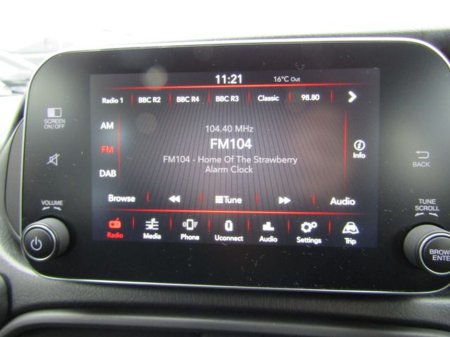 11:21 16°C Out
Radio 1 BBC R2 BBC R4 BBC R3 Classic 98.80
SCREEN
ON/OFF
AM
104.40 MHz
FM
FM104
FM104 - Home Of The Strawberry
Alarm Clock
Info
BACK
DAB
Browse Tune Audio
VOLUME
TUNE
SCROLL
Radio Media Phone Uconnect Audio Settings Trip
BROWSE
ENTER